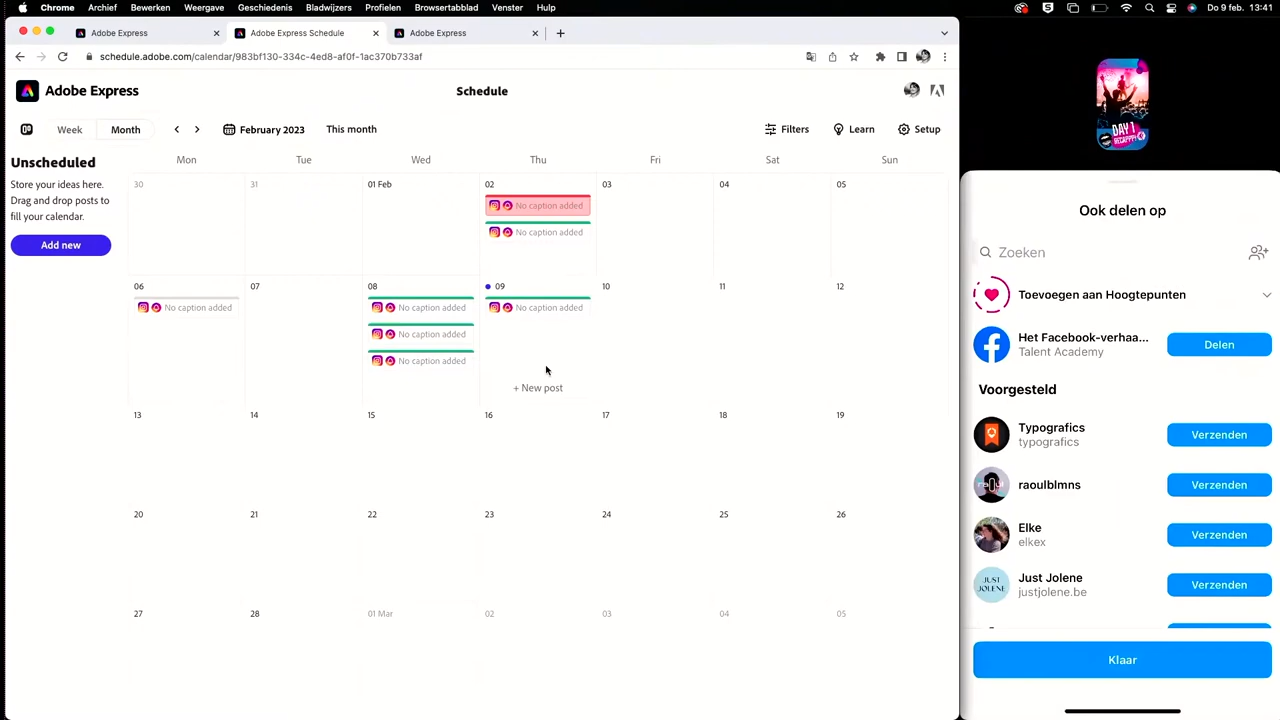 Chrome Archief Bewerken Weergave Geschiedenis Bladwijzers Profielen Browsertabblad Venster Help Do 9 feb. 13:41
Adobe Express Adobe Express Schedule Adobe Express
schedule.adobe.com/calendar/983bf130-334c-4ed8-af0f-1ac370b733af
Adobe Express
Schedule
Week Month February 2023 This month Filters Learn Setup
Unscheduled
Store your ideas here.
Drag and drop posts to
fill your calendar.
Add new
Mon Tue Wed Thu Fri Sat Sun
30 31 01 Feb 02 03 04 05
No caption added
No caption added
06 07 08 09 10 11 12
No caption added No caption added No caption added
No caption added
No caption added
+ New post
13 14 15 16 17 18 19
20 21 22 23 24 25 26
27 28 01 Mar 02 03 04 05
DAY 1
Ook delen op
Zoeken
Toevoegen aan Hoogtepunten
Het Facebook-verhaa...
Talent Academy
Delen
Voorgesteld
Typografics
typografics
Verzenden
raoulblmns
Verzenden
Elke
elkex
Verzenden
JUST
JOLENE
Just Jolene
justjolene.be
Verzenden
Klaar